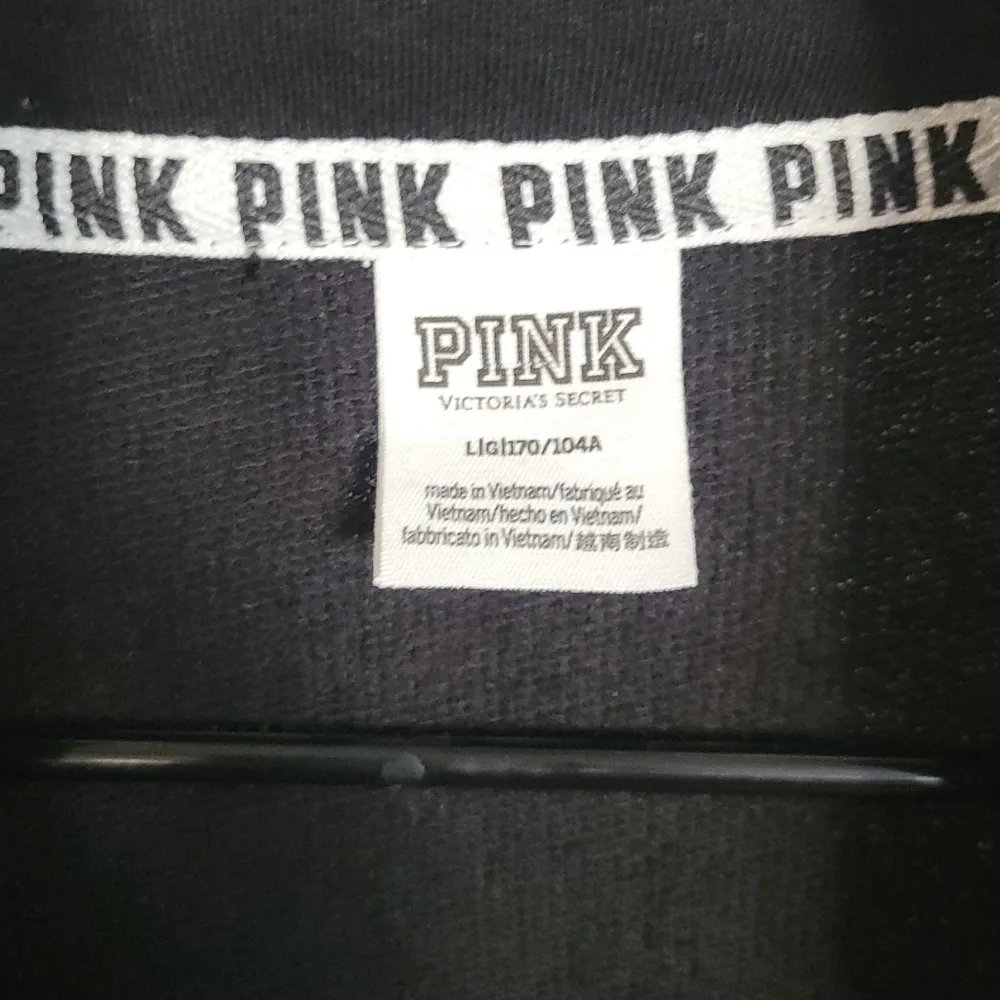 PINK PINK PINK PINK
PINK
VICTORIA'S SECRET
L|G|170/104A
made in Vietnam/fabriqué au
Vietnam/hecho en Vietnam/
fabbricato in Vietnam/越南制造